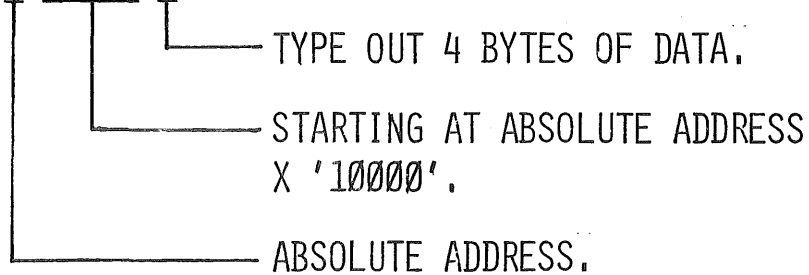 TYPE OUT 4 BYTES OF DATA.
STARTING AT ABSOLUTE ADDRESS
X '10000'.
ABSOLUTE ADDRESS.